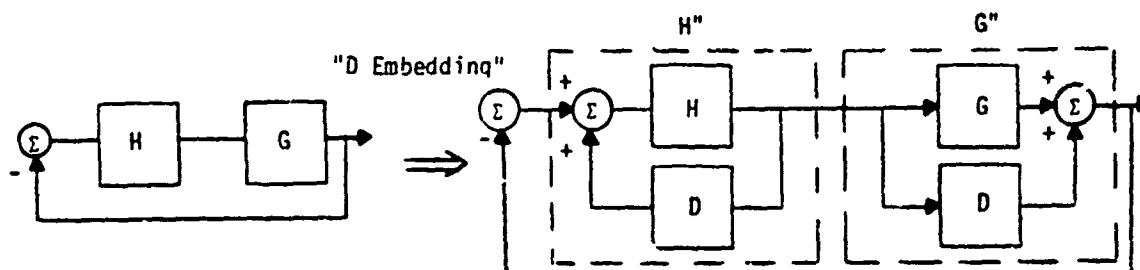 H" G"
"D Embedding"
+ +
Σ Σ H G Σ
Σ H G
- - + +
D D